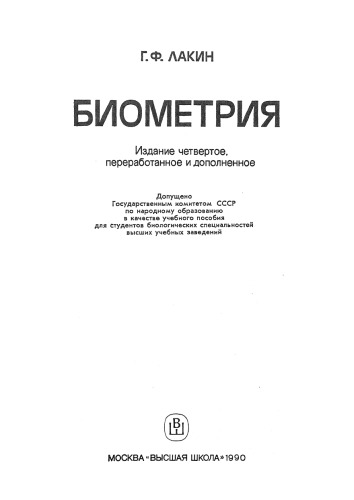 Г. Ф. ЛАКИН
БИОМЕТРИЯ
Издание четвертое,
переработанное и дополненное
Допущено
Государственным комитетом СССР
по народному образованию
в качестве учебного пособия
для студентов биологических специальностей
высших учебных заведений
ВШ
МОСКВА «ВЫСШАЯ ШКОЛА» 1990